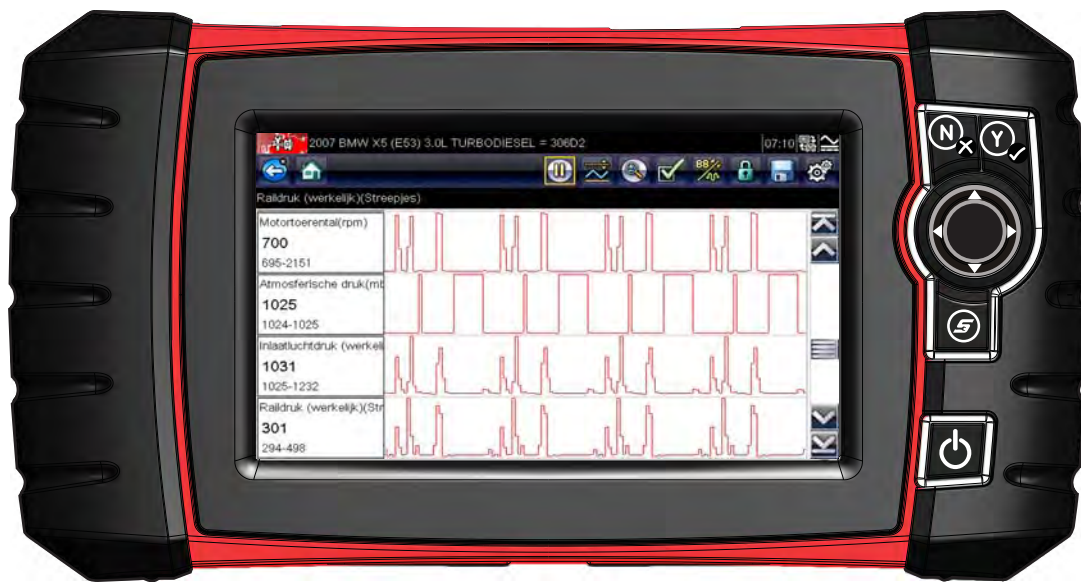 2007 BMW X5 (E53) 3.0L TURBODIESEL = 306D2
07:10
88%
Raildruk (werkelijk)(Streepjes)
Motortoerental(rpm)
700
695-2151
Atmosferische druk(mb
1025
1024-1025
Inlaatluchtdruk (werkeli
1031
1025-1232
Raildruk (werkelijk)(Str
301
294-498
N
Y
S